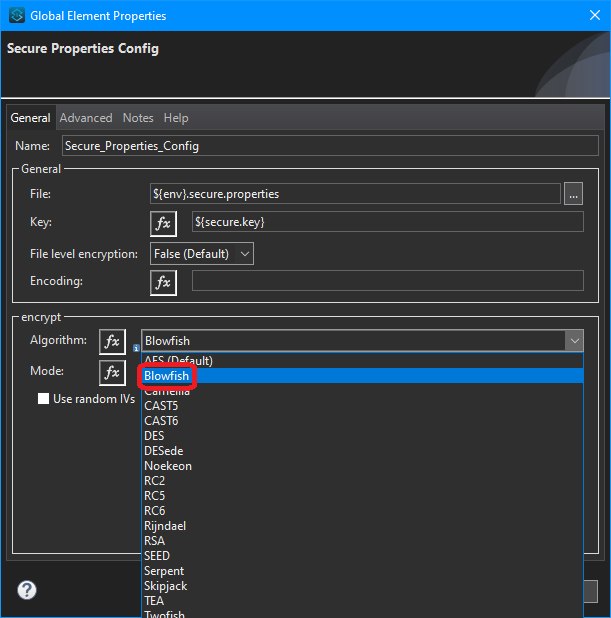 Global Element Properties
Secure Properties Config
General Advanced Notes Help
Name: Secure_Properties_Config
General
File: ${env}.secure.properties ...
Key: fx ${secure.key}
File level encryption: False (Default)
Encoding: fx
encrypt
Algorithm: fx Blowfish
AES (Default)
Mode: fx Blowfish
Camellia
Use random IVs
CAST5
CAST6
DES
DESede
Noekeon
RC2
RC5
RC6
Rijndael
RSA
SEED
Serpent
Skipjack
TEA
Twofish
?